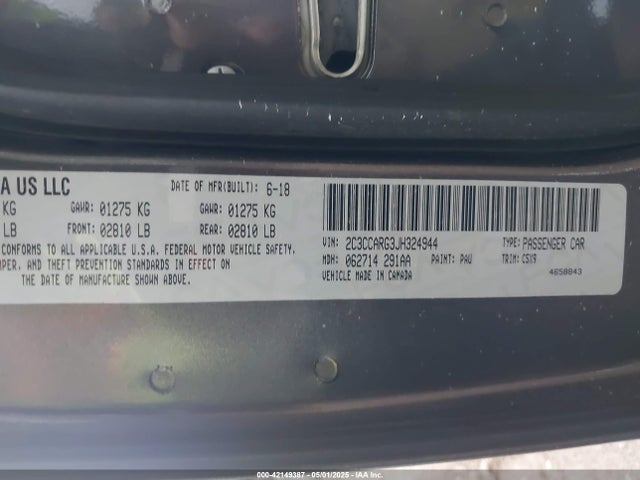 A US LLC DATE OF MFR(BUILT): 6-18
KG GAWR: 01275 KG GAWR: 01275 KG
LB FRONT: 02810 LB REAR: 02810 LB
CONFORMS TO ALL APPLICABLE U.S.A. FEDERAL MOTOR VEHICLE SAFETY,
PER, AND THEFT PREVENTION STANDARDS IN EFFECT ON
THE DATE OF MANUFACTURE SHOWN ABOVE.
VIN: 2C3CCARG3JH324944 TYPE: PASSENGER CAR
MDH: 062714 291AA PAINT: PAU TRIM: C5X9
VEHICLE MADE IN CANADA 4658843
000-42149387 - 05/01/2025 - IAAI.com